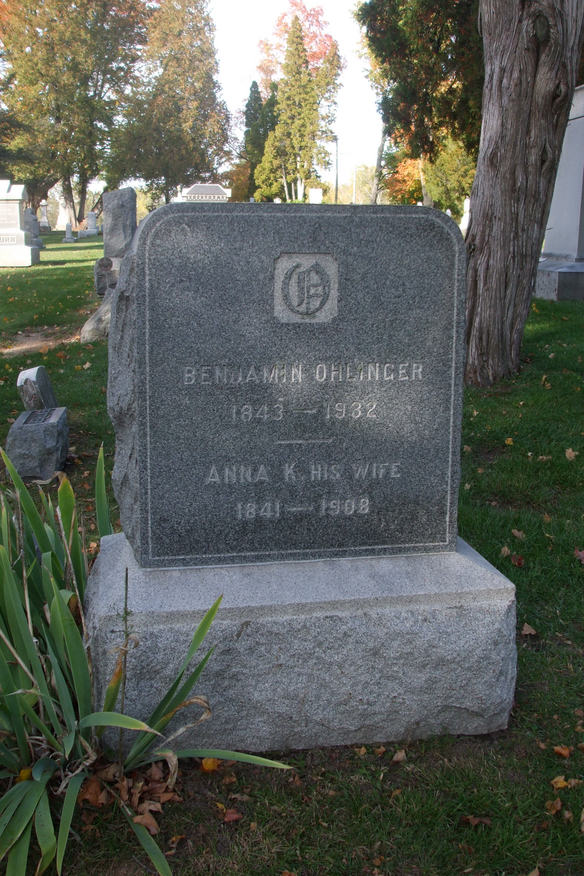 O
BENJAMIN OHLINGER
1843 — 1932
ANNA K. HIS WIFE
1841 — 1908